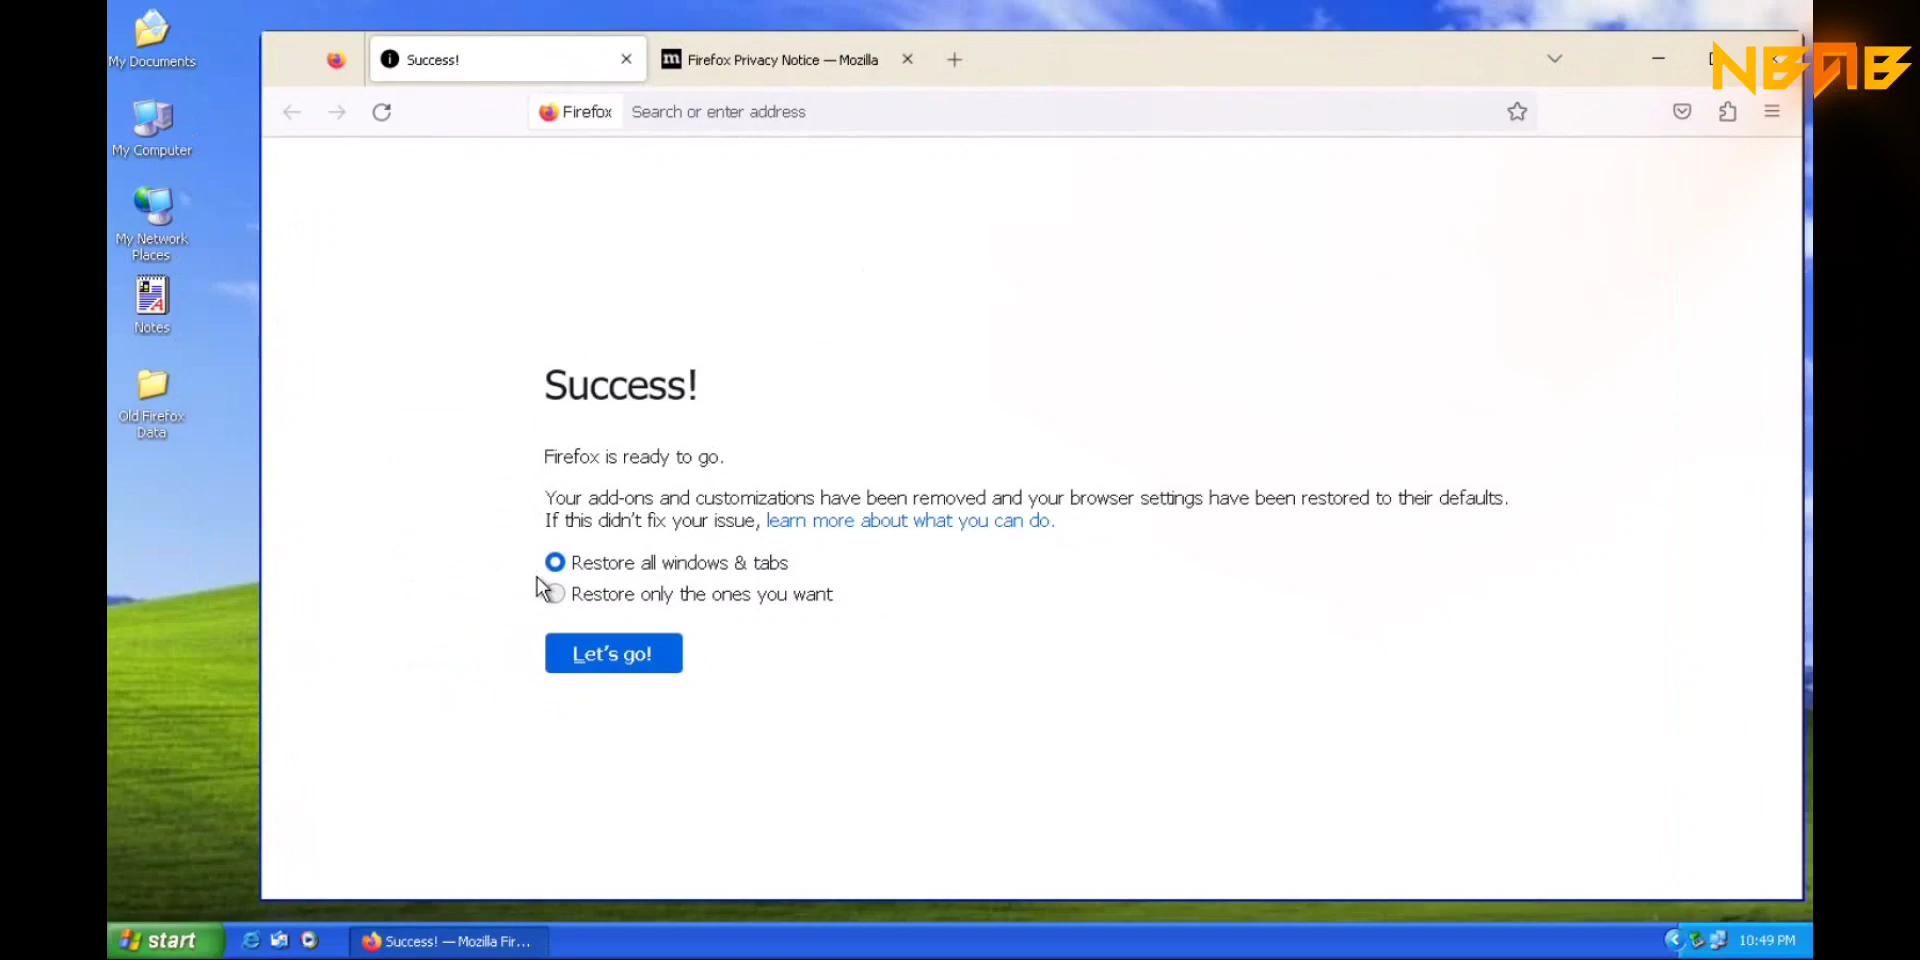 My Documents
My Computer
My Network
Places
Notes
Old Firefox
Data
Success!
Firefox Privacy Notice — Mozilla
Firefox
Search or enter address
Success!
Firefox is ready to go.
Your add-ons and customizations have been removed and your browser settings have been restored to their defaults.
If this didn't fix your issue, learn more about what you can do.
Restore all windows & tabs
Restore only the ones you want
Let's go!
start
Success! — Mozilla Fir...
10:49 PM